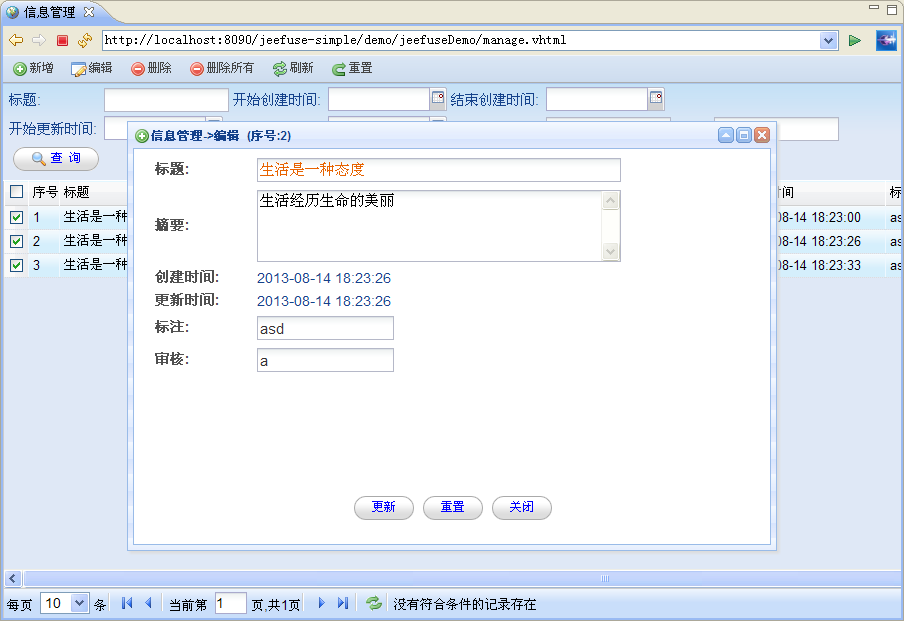 信息管理
http://localhost:8090/jeefuse-simple/demo/jeefuseDemo/manage.vhtml
新增 编辑 删除 删除所有 刷新 重置
标题: 开始创建时间: 结束创建时间:
开始更新时间:
查 询
信息管理->编辑 (序号:2)
标题: 生活是一种态度
摘要: 生活经历生命的美丽
创建时间: 2013-08-14 18:23:26
更新时间: 2013-08-14 18:23:26
标注: asd
审核: a
更新 重置 关闭
序号 标题 间 标
1 生活是一种 08-14 18:23:00 as
2 生活是一种 08-14 18:23:26 as
3 生活是一种 08-14 18:23:33 as
每页 10 条 当前第 1 页,共1页 没有符合条件的记录存在